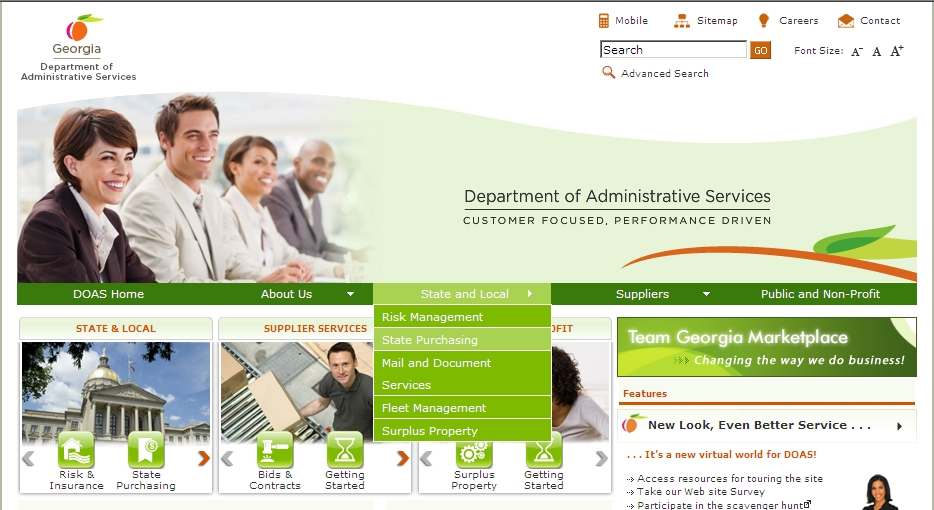 Georgia
Department of
Administrative Services
Mobile
Sitemap
Careers
Contact
Search
GO
Font Size: A- A A+
Advanced Search
Department of Administrative Services
CUSTOMER FOCUSED, PERFORMANCE DRIVEN
DOAS Home
About Us
State and Local
Suppliers
Public and Non-Profit
Risk Management
State Purchasing
Mail and Document
Services
Fleet Management
Surplus Property
STATE & LOCAL
SUPPLIER SERVICES
Risk &
Insurance
State
Purchasing
Bids &
Contracts
Getting
Started
Surplus
Property
Getting
Started
Team Georgia Marketplace
Changing the way we do business!
Features
New Look, Even Better Service . . .
. . . It's a new virtual world for DOAS!
Access resources for touring the site
Take our Web site Survey
Participate in the scavenger hunt